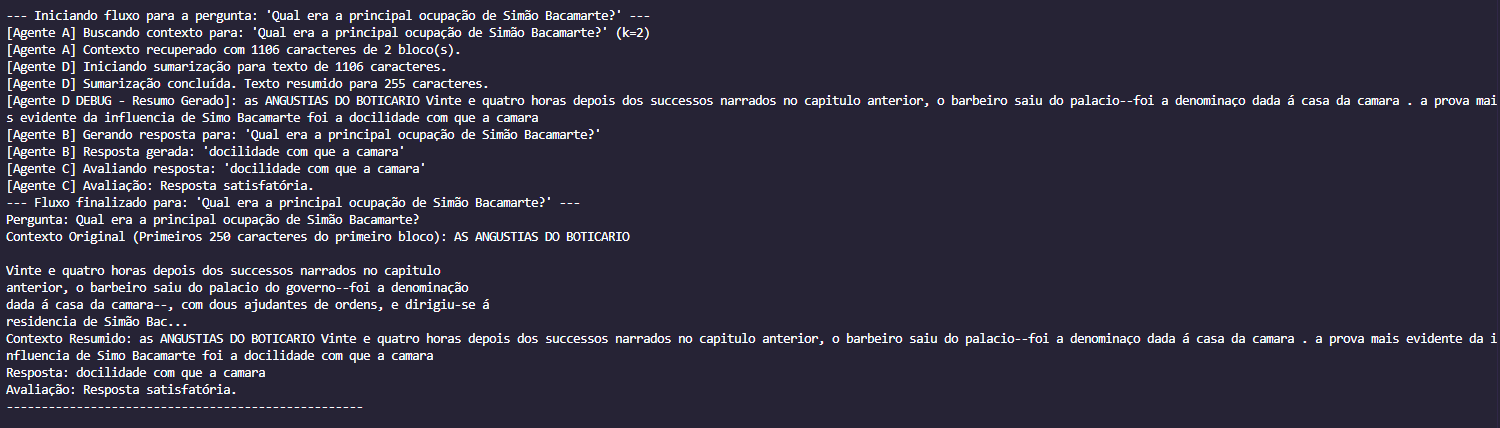 --- Iniciando fluxo para a pergunta: 'Qual era a principal ocupação de Simão Bacamarte?' ---
[Agente A] Buscando contexto para: 'Qual era a principal ocupação de Simão Bacamarte?' (k=2)
[Agente A] Contexto recuperado com 1106 caracteres de 2 bloco(s).
[Agente D] Iniciando sumarização para texto de 1106 caracteres.
[Agente D] Sumarização concluída. Texto resumido para 255 caracteres.
[Agente D DEBUG - Resumo Gerado]: as ANGUSTIAS DO BOTICARIO Vinte e quatro horas depois dos successos narrados no capitulo anterior, o barbeiro saiu do palacio--foi a denominaço dada á casa da camara . a prova mai
s evidente da influencia de Simo Bacamarte foi a docilidade com que a camara
[Agente B] Gerando resposta para: 'Qual era a principal ocupação de Simão Bacamarte?'
[Agente B] Resposta gerada: 'docilidade com que a camara'
[Agente C] Avaliando resposta: 'docilidade com que a camara'
[Agente C] Avaliação: Resposta satisfatória.
--- Fluxo finalizado para: 'Qual era a principal ocupação de Simão Bacamarte?' ---
Pergunta: Qual era a principal ocupação de Simão Bacamarte?
Contexto Original (Primeiros 250 caracteres do primeiro bloco): AS ANGUSTIAS DO BOTICARIO
Vinte e quatro horas depois dos successos narrados no capitulo
anterior, o barbeiro saiu do palacio do governo--foi a denominação
dada á casa da camara--, com dous ajudantes de ordens, e dirigiu-se á
residencia de Simão Bac...
Contexto Resumido: as ANGUSTIAS DO BOTICARIO Vinte e quatro horas depois dos successos narrados no capitulo anterior, o barbeiro saiu do palacio--foi a denominaço dada á casa da camara . a prova mais evidente da i
nfluencia de Simo Bacamarte foi a docilidade com que a camara
Resposta: docilidade com que a camara
Avaliação: Resposta satisfatória.
--------------------------------------------------